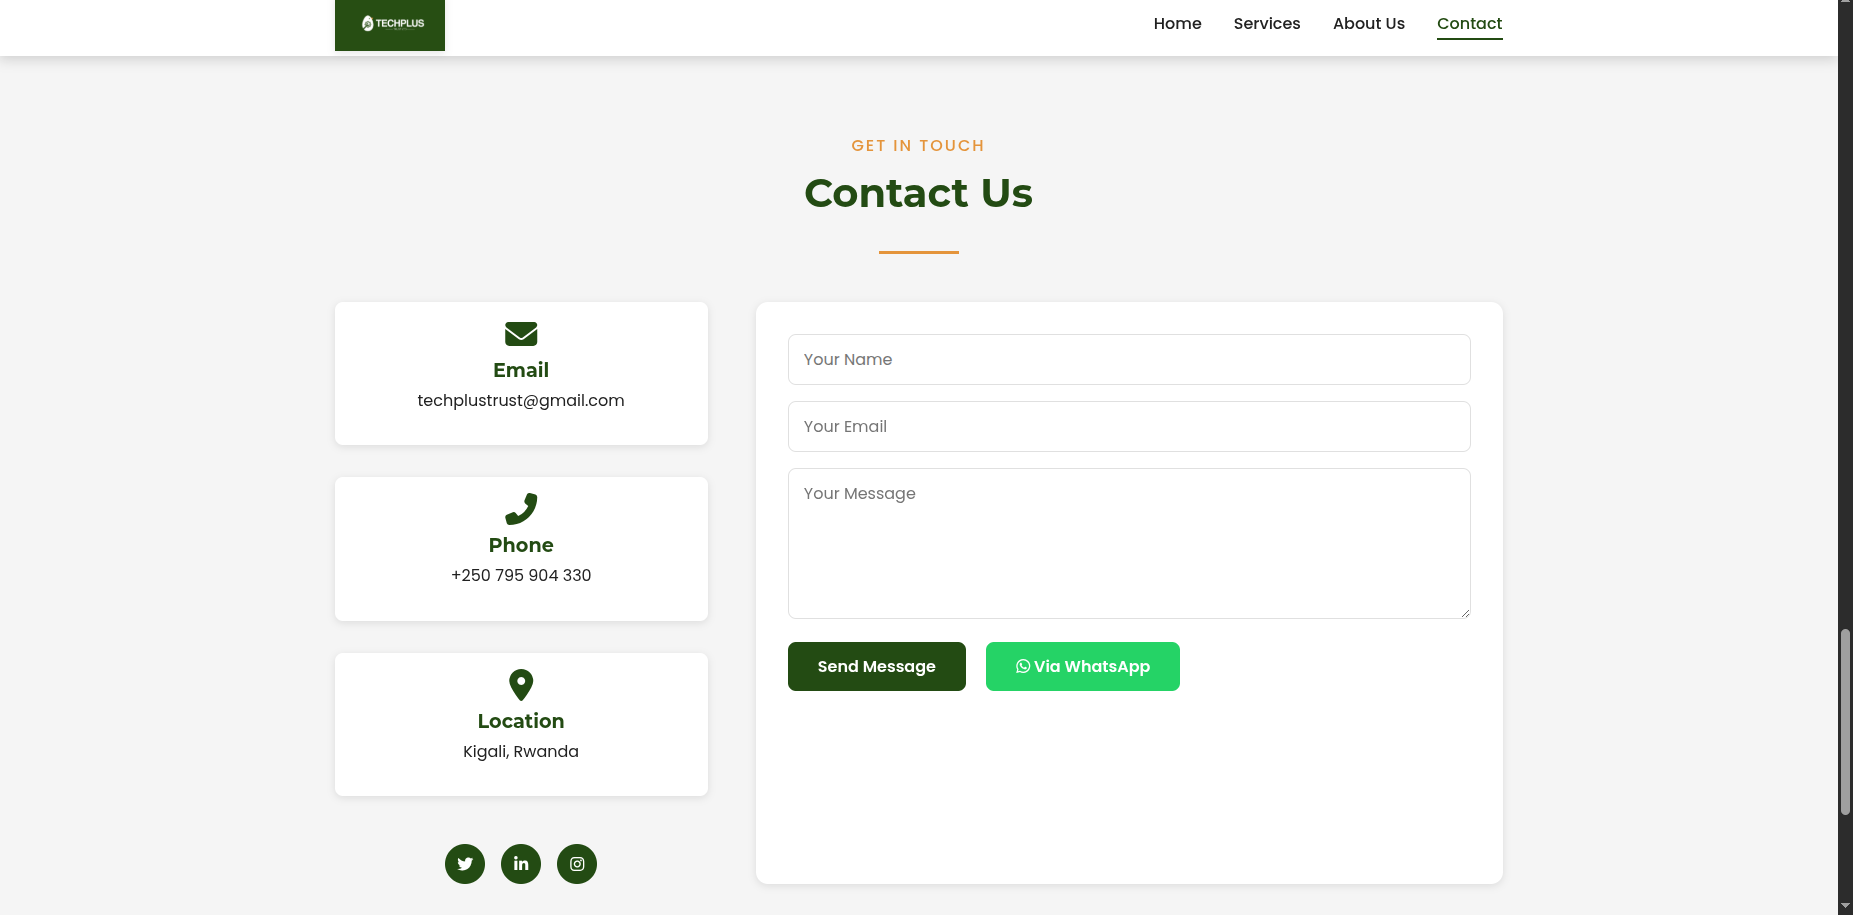 TECHPLUS
Home
Services
About Us
Contact
GET IN TOUCH
Contact Us
Email
techplustrust@gmail.com
Phone
+250 795 904 330
Location
Kigali, Rwanda
in
Your Name
Your Email
Your Message
Send Message
Via WhatsApp